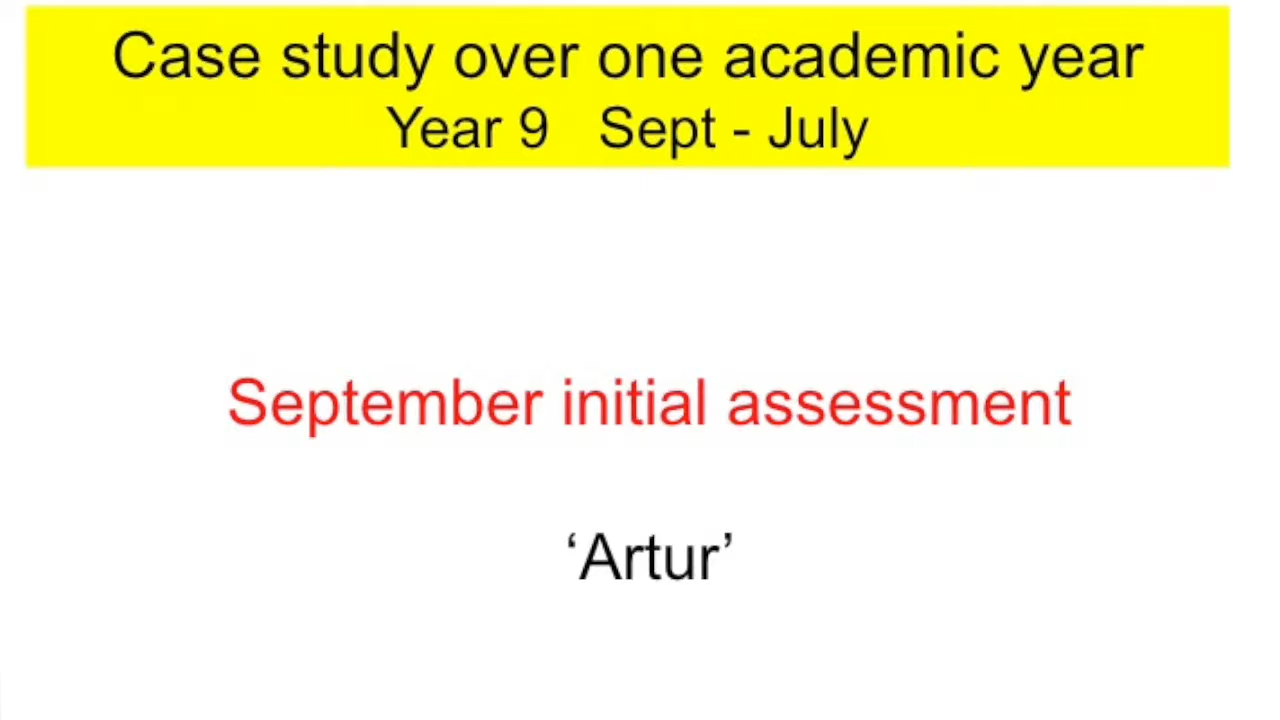 Case study over one academic year
Year 9 Sept - July
September initial assessment
‘Artur’